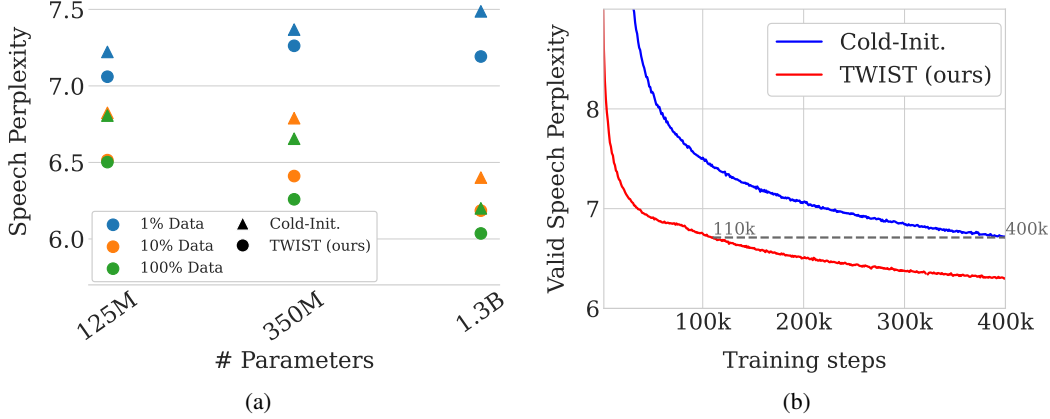 Speech Perplexity
7.5
7.0
6.5
6.0
1% Data
10% Data
100% Data
Cold-Init.
TWIST (ours)
125M
350M
1.3B
# Parameters
(a)
Valid Speech Perplexity
8
7
6
Cold-Init.
TWIST (ours)
110k
400k
100k
200k
300k
400k
Training steps
(b)